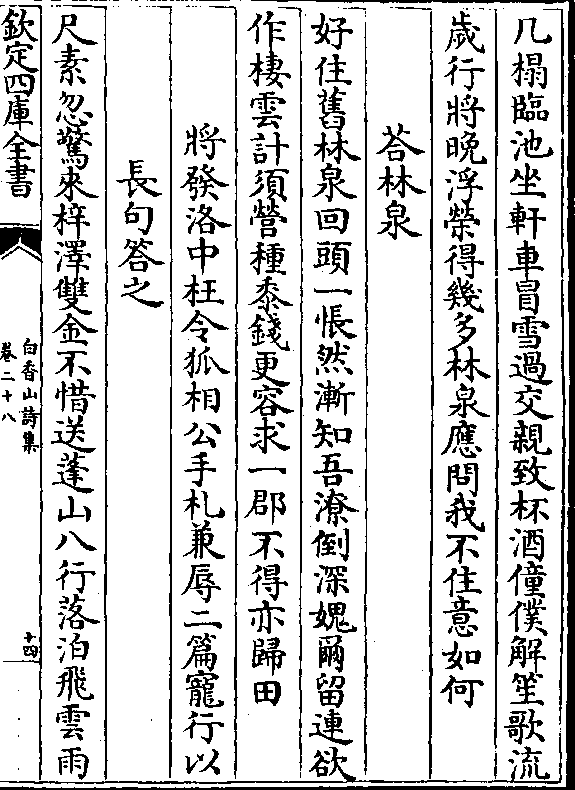 几榻臨池坐軒車冒雪過交親致杯酒僮僕解笙歌流
歲行將晚浮榮得幾多林泉應問我不住意如何
荅林泉
好住舊林泉回頭一悵然漸知吾潦倒深媿爾留連欲
作棲雲計須營種黍錢更容求一郡不得亦歸田
將發洛中枉令狐相公手札兼辱二篇寵行以
長句答之
尺素忽驚來梓澤雙金不惜送蓬山八行落泊飛雲雨
欽定四庫全書
白香山詩集
卷二十八
十四